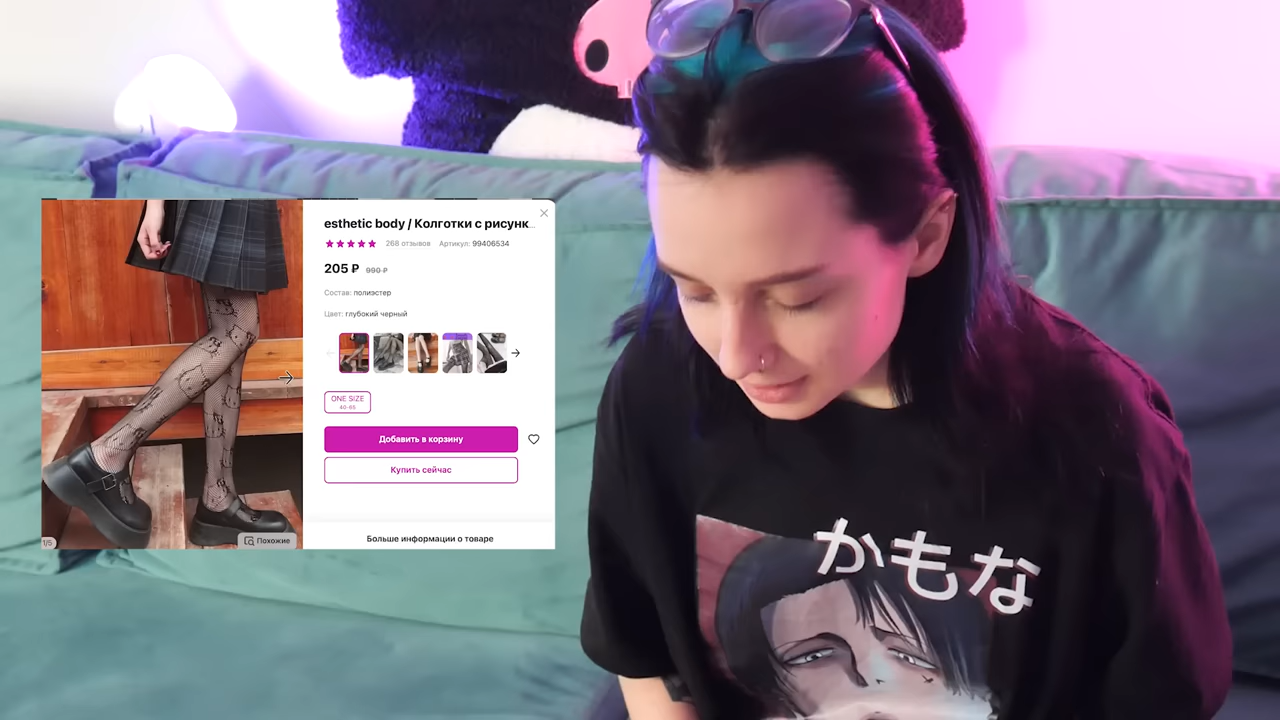 esthetic body / Колготки с рисунк...
268 отзывов Артикул: 99406534
205 ₽ 990 ₽
Состав: полиэстер
Цвет: глубокий черный
ONE SIZE
40-65
Добавить в корзину
Купить сейчас
1/5
Похожие
Больше информации о товаре
かもな